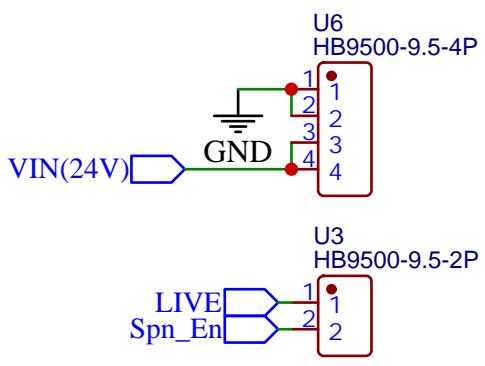 U6
HB9500-9.5-4P
1 1
2 2
GND 3 3
VIN(24V) 4 4
U3
HB9500-9.5-2P
LIVE 1 1
Spn_En 2 2